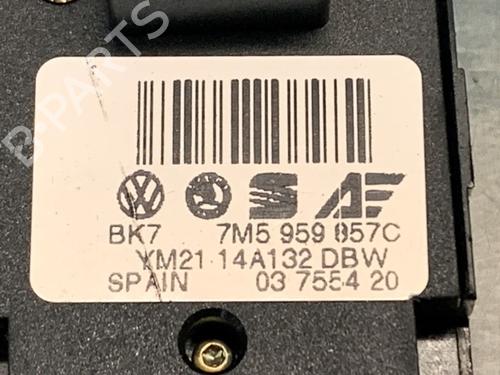 B-PARTS
BK7 7M5 959 857C
YM21 14A132 DBW
SPAIN 03 7554 20